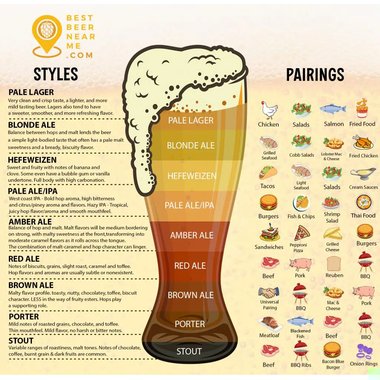 BEST
BEER
NEAR
ME
.COM
STYLES
PALE LAGER
Very clean and crisp taste, a lighter, and more
mild tasting beer. Lagers also tend to have
a sweeter, smoother, and more refreshing flavor.
BLONDE ALE
Balance between hops and malt lends the beer
a simple light-bodied taste that often has a pale malt
sweetness and a bready, biscuity flavor.
HEFEWEIZEN
Sweet and fruity with notes of banana and
clove. Some even have a bubble gum or vanilla
undertone. Full body with high carbonation.
PALE ALE/IPA
West coast IPA - Bold hop aroma, high bitterness
and citrus/piney aroma and flavors. Hazy IPA - Tropical,
juicy hop flavor/aroma and smooth mouthfeel.
AMBER ALE
Balance of hop and malt. Malt flavors will be medium bordering
on strong, with malty sweetness at the front/transforming into
moderate caramel flavors as it rolls across the tongue.
The combination of malt caramel and hop character can linger.
RED ALE
Notes of biscuits, grains, slight roast, caramel and toffee.
Hop flavors and aromas are usually subtle or nonexistent.
BROWN ALE
Malty flavor profile. toasty, nutty, chocolatey, toffee, biscuit
character. LESS in the way of fruity esters. Hops play
a supporting role.
PORTER
Mild notes of roasted grains, chocolate, and toffee.
Thin mouthfeel. Mild flavor, no harsh or bitter notes.
STOUT
Variable ranges of roastiness, malt tones. Notes of chocolate,
coffee, burnt grain & dark fruits are common.
PALE LAGER
BLONDE ALE
HEFEWEIZEN
PALE ALE/IPA
AMBER ALE
RED ALE
BROWN ALE
PORTER
STOUT
PAIRINGS
Chicken Salads Salmon Fried Food
Grilled Seafood Cobb Salads Lobster Mac & Cheese Fried Chicken
Tacos Light Seafood Salads Cream Sauces
Burgers Fish & Chips Shrimp Salad Thai Food
Sandwiches Pepperoni Pizza Grilled Cheese Burgers
Beef Pork Reuben BBQ
Universal Pairing BBQ Ribs Mac & Cheese Pork
Meatloaf Blackened Fish Beef BBQ
Beef BBQ Ribs Bacon Blue Burger Onion Rings